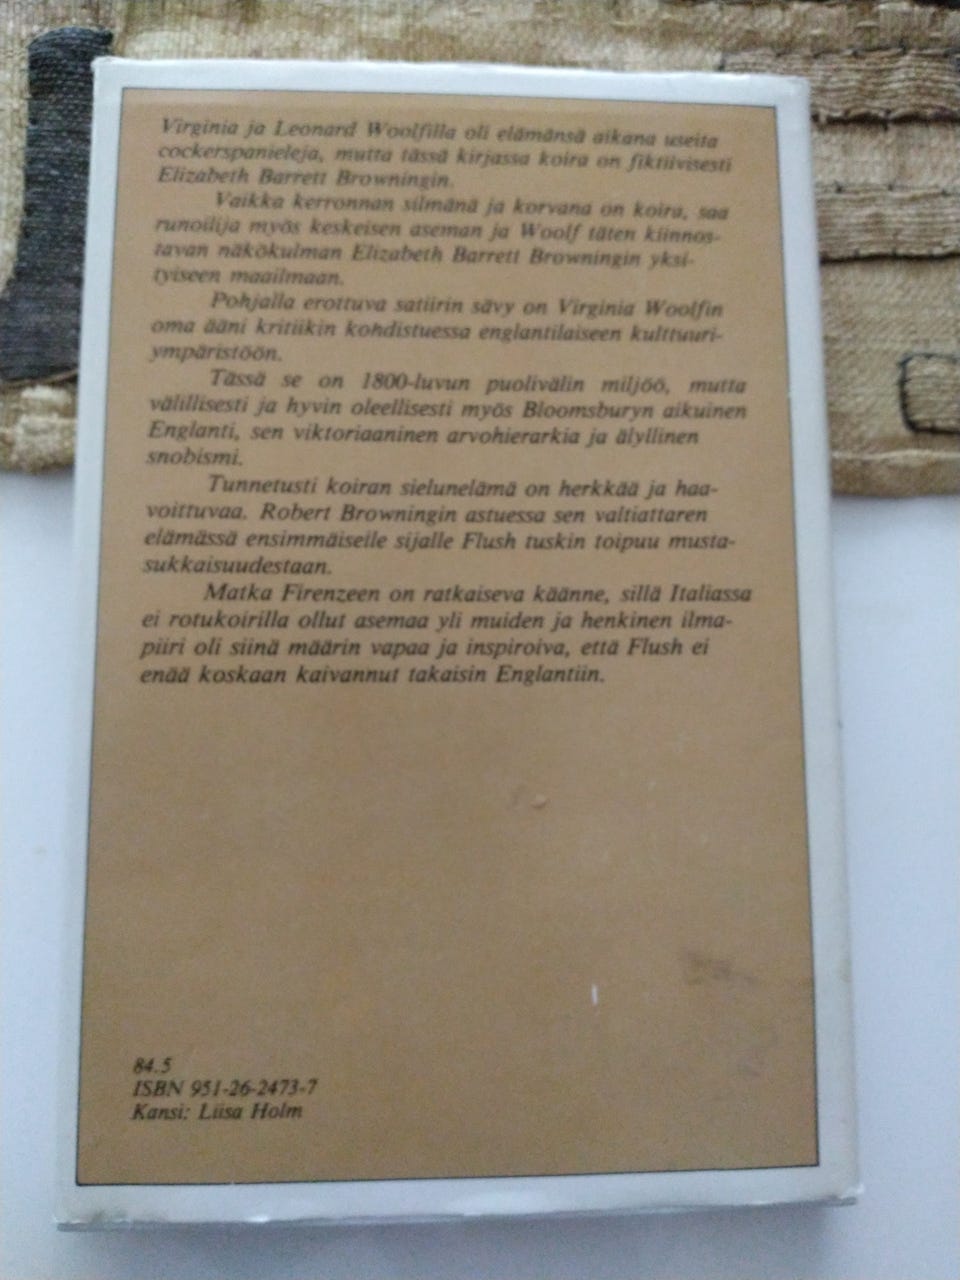 Virginia ja Leonard Woolfilla oli elämänsä aikana useita
cockerspanieleja, mutta tässä kirjassa koira on fiktiivisesti
Elizabeth Barrett Browningin.
Vaikka kerronnan silmänä ja korvana on koira, saa
runoilija myös keskeisen aseman ja Woolf täten kiinnos-
tavan näkökulman Elizabeth Barrett Browningin yksi-
tyiseen maailmaan.
Pohjalla erottuva satiirin sävy on Virginia Woolfin
oma ääni kritiikin kohdistuessa englantilaiseen kulttuuri-
ympäristöön.
Tässä se on 1800-luvun puolivälin miljöö, mutta
välillisesti ja hyvin oleellisesti myös Bloomsburyn aikuinen
Englanti, sen viktoriaaninen arvohierarkia ja älyllinen
snobismi.
Tunnetusti koiran sielunelämä on herkkää ja haa-
voittuvaa. Robert Browningin astuessa sen valtiattaren
elämässä ensimmäiselle sijalle Flush tuskin toipuu musta-
sukkaisuudestaan.
Matka Firenzeen on ratkaiseva käänne, sillä Italiassa
ei rotukoirilla ollut asemaa yli muiden ja henkinen ilma-
piiri oli siinä määrin vapaa ja inspiroiva, että Flush ei
enää koskaan kaivannut takaisin Englantiin.
84.5
ISBN 951-26-2473-7
Kansi: Liisa Holm